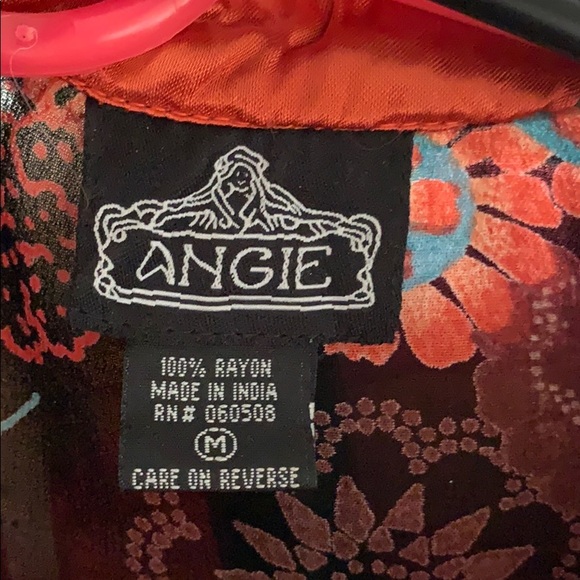 ANGIE
100% RAYON
MADE IN INDIA
RN# 060508
M
CARE ON REVERSE